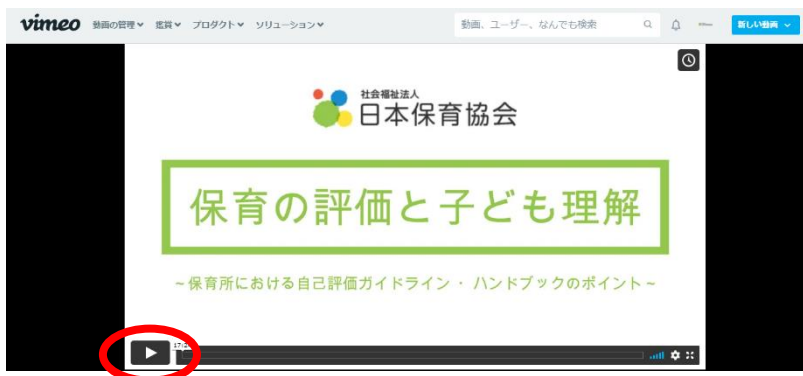 vimeo 動画の管理 鑑賞 プロダクト ソリューション 動画、ユーザー、なんでも検索 新しい動画
社会福祉法人
日本保育協会
保育の評価と子ども理解
~保育所における自己評価ガイドライン・ハンドブックのポイント~